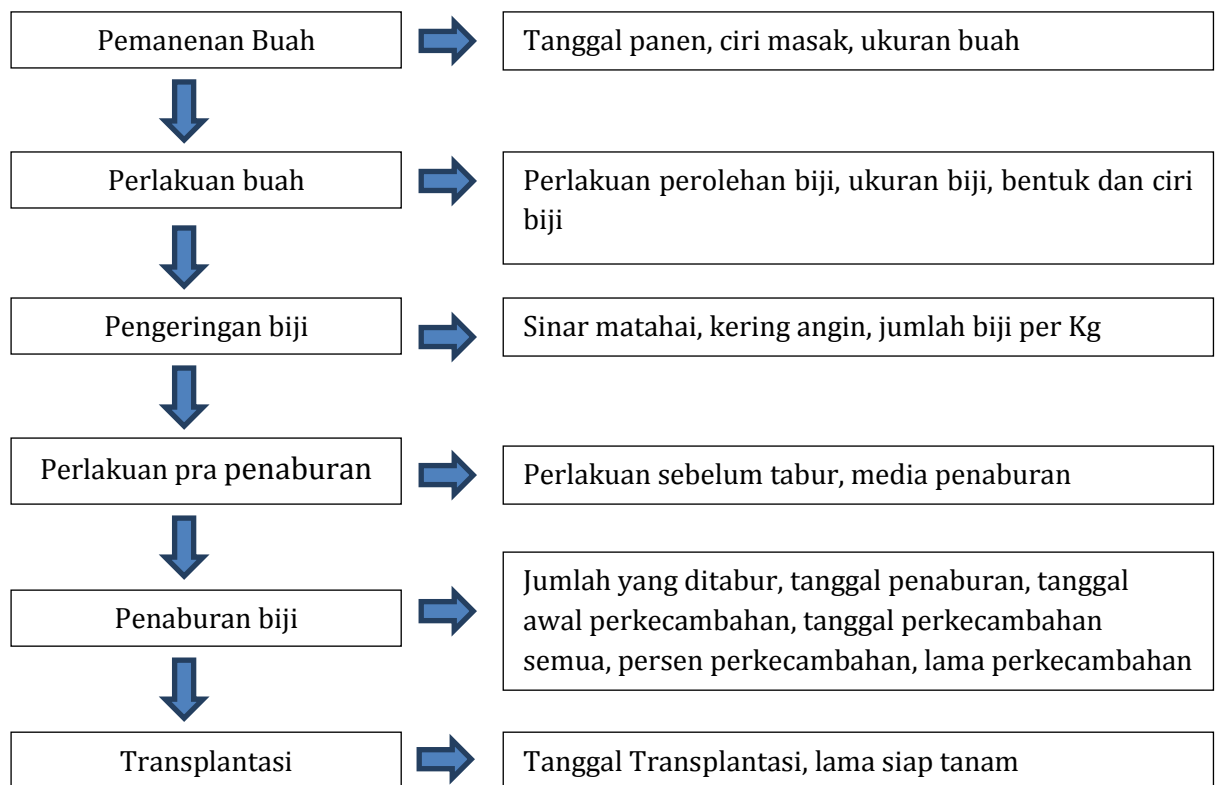 Pemanenan Buah
Tanggal panen, ciri masak, ukuran buah
Perlakuan buah
Perlakuan perolehan biji, ukuran biji, bentuk dan ciri
biji
Pengeringan biji
Sinar matahai, kering angin, jumlah biji per Kg
Perlakuan pra penaburan
Perlakuan sebelum tabur, media penaburan
Penaburan biji
Jumlah yang ditabur, tanggal penaburan, tanggal
awal perkecambahan, tanggal perkecambahan
semua, persen perkecambahan, lama perkecambahan
Transplantasi
Tanggal Transplantasi, lama siap tanam